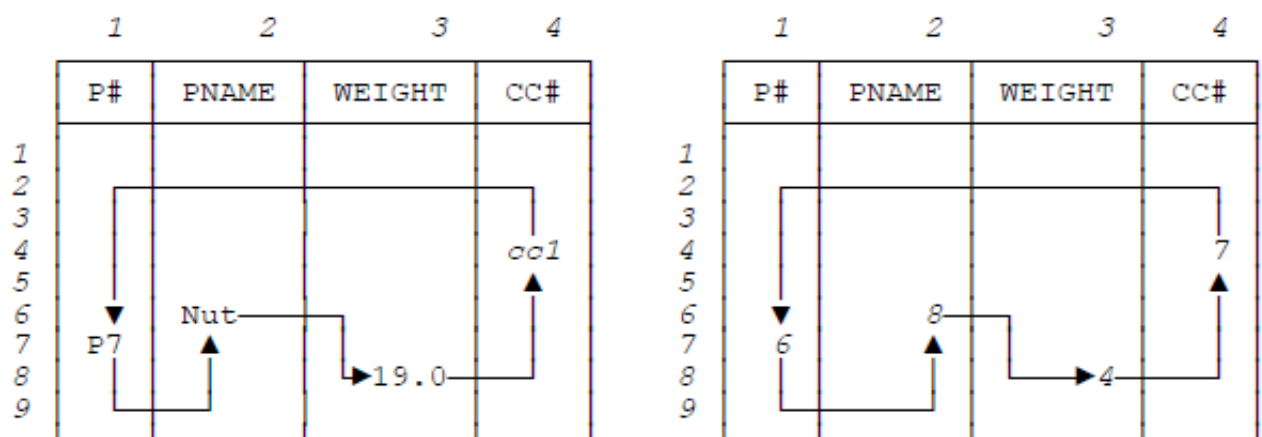 1 2 3 4 1 2 3 4
P# PNAME WEIGHT CC# P# PNAME WEIGHT CC#
1 1
2 2
3 3
4 cc1 4 7
5 5
6 Nut 6 8
7 P7 7 6
8 19.0 8 4
9 9